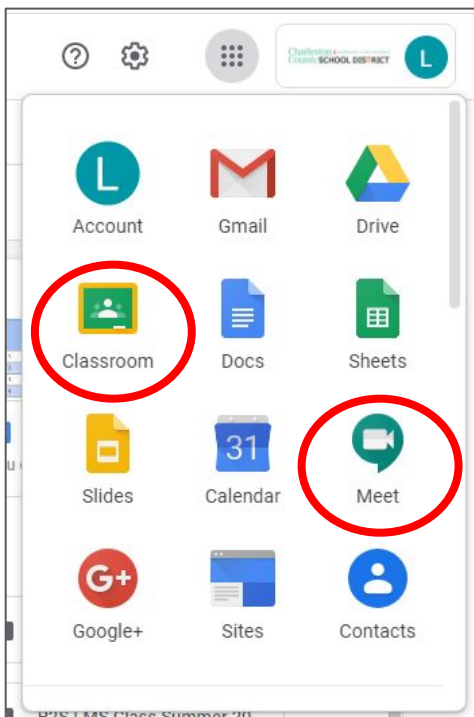 Charleston
County SCHOOL DISTRICT
L
L
Account Gmail Drive
Classroom Docs Sheets
31
Slides Calendar Meet
G+
Google+ Sites Contacts